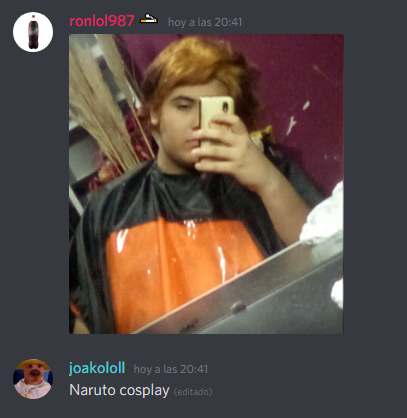 ronlol987 hoy a las 20:41
joakololl hoy a las 20:41
Naruto cosplay (editado)